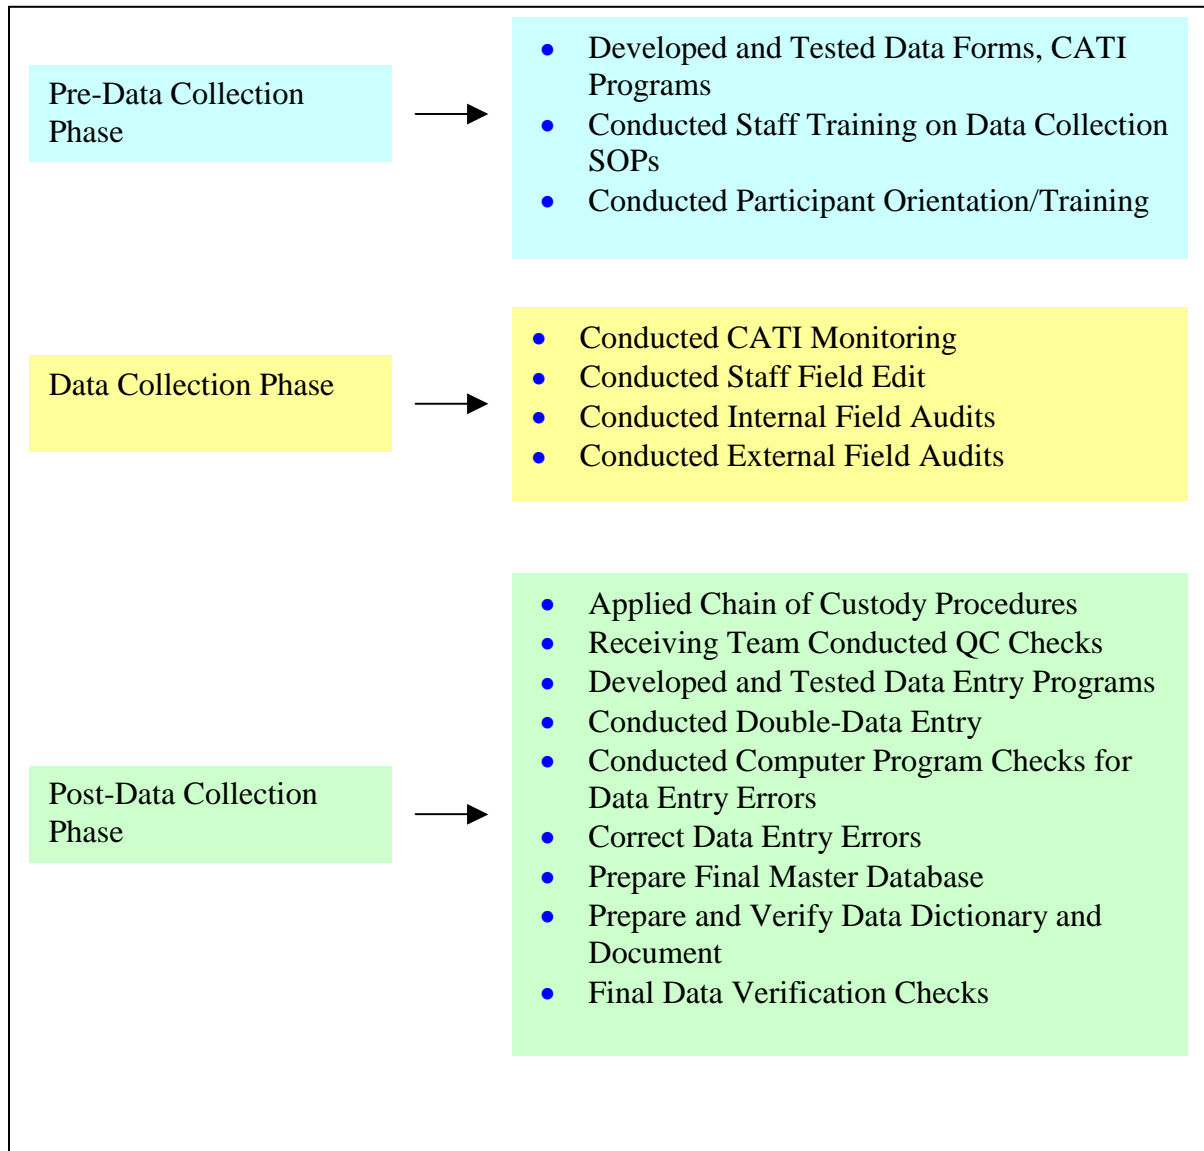 Pre-Data Collection
Phase
• Developed and Tested Data Forms, CATI
Programs
• Conducted Staff Training on Data Collection
SOPs
• Conducted Participant Orientation/Training
Data Collection Phase
• Conducted CATI Monitoring
• Conducted Staff Field Edit
• Conducted Internal Field Audits
• Conducted External Field Audits
Post-Data Collection
Phase
• Applied Chain of Custody Procedures
• Receiving Team Conducted QC Checks
• Developed and Tested Data Entry Programs
• Conducted Double-Data Entry
• Conducted Computer Program Checks for
Data Entry Errors
• Correct Data Entry Errors
• Prepare Final Master Database
• Prepare and Verify Data Dictionary and
Document
• Final Data Verification Checks